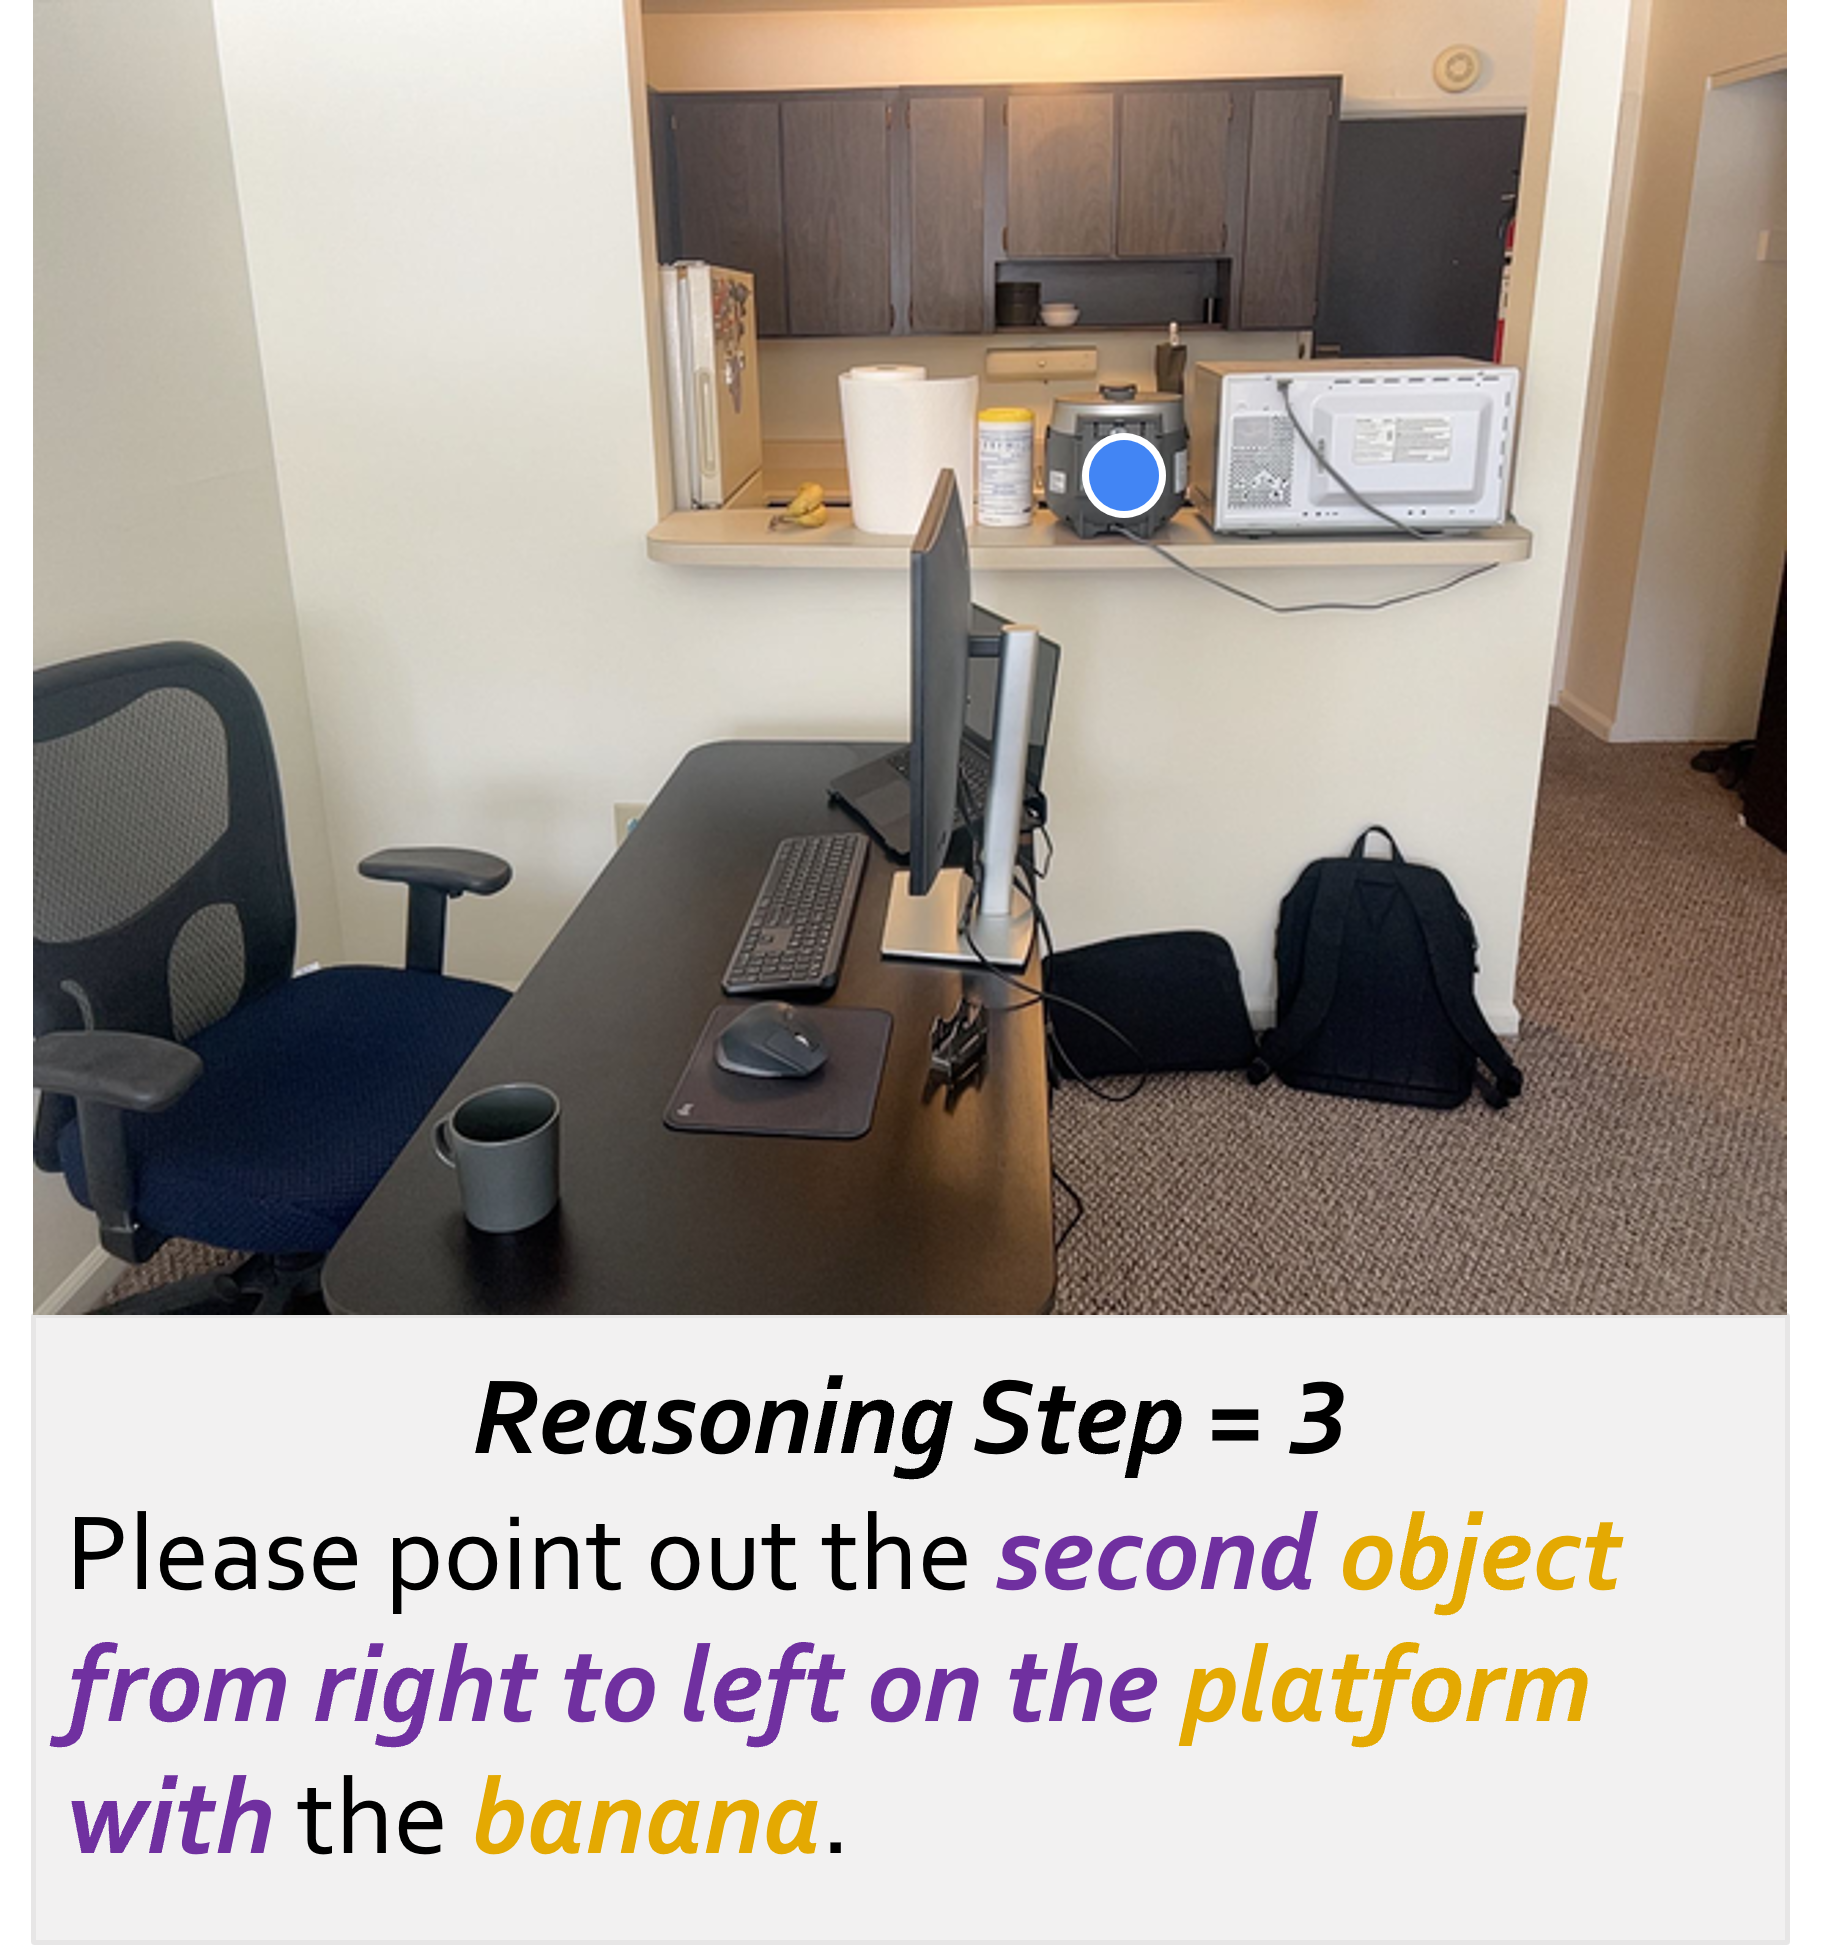 Reasoning Step = 3
Please point out the second object
from right to left on the platform
with the banana.